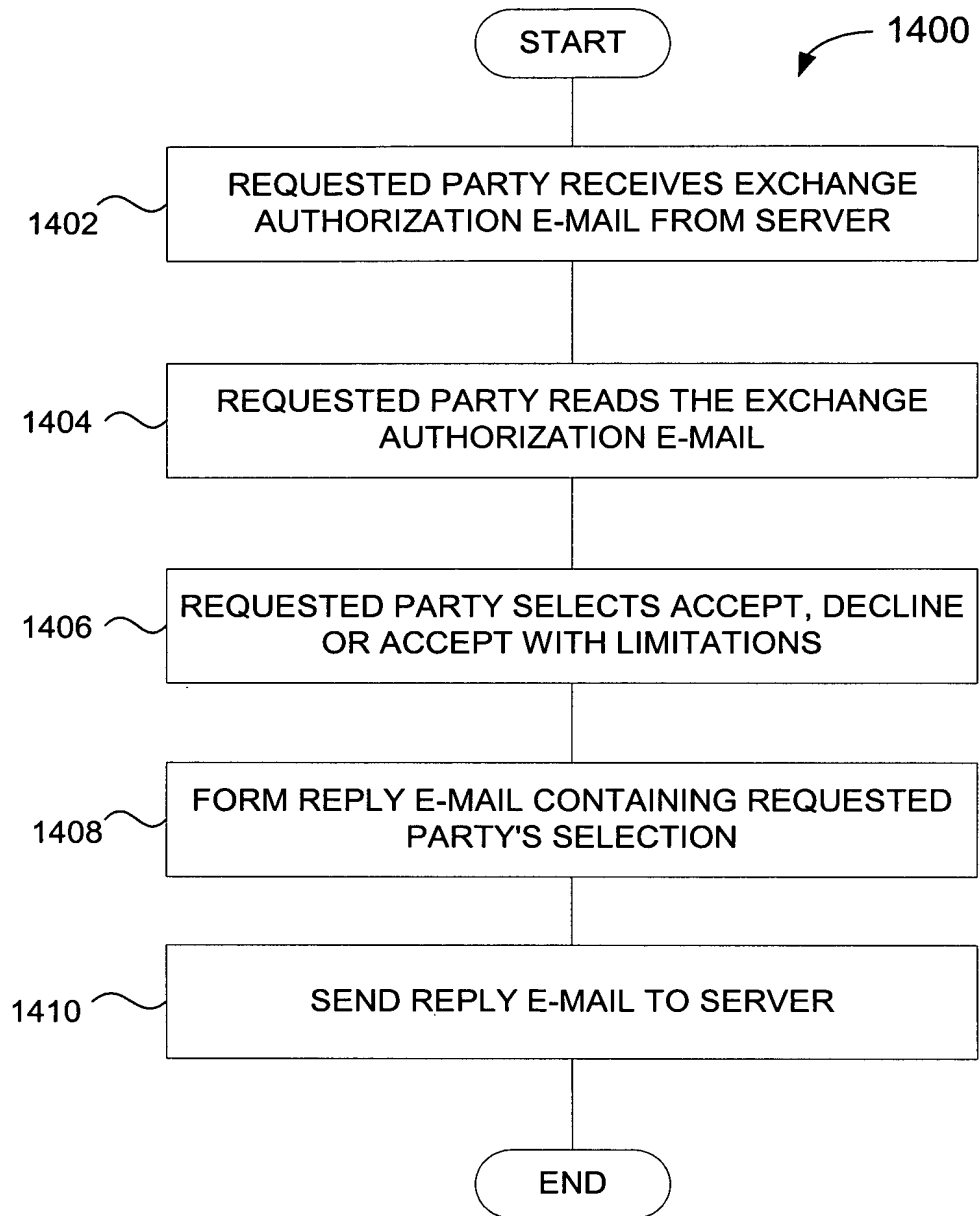 START
1400
REQUESTED PARTY RECEIVES EXCHANGE
AUTHORIZATION E-MAIL FROM SERVER
1402
REQUESTED PARTY READS THE EXCHANGE
AUTHORIZATION E-MAIL
1404
REQUESTED PARTY SELECTS ACCEPT, DECLINE
OR ACCEPT WITH LIMITATIONS
1406
FORM REPLY E-MAIL CONTAINING REQUESTED
PARTY'S SELECTION
1408
SEND REPLY E-MAIL TO SERVER
1410
END